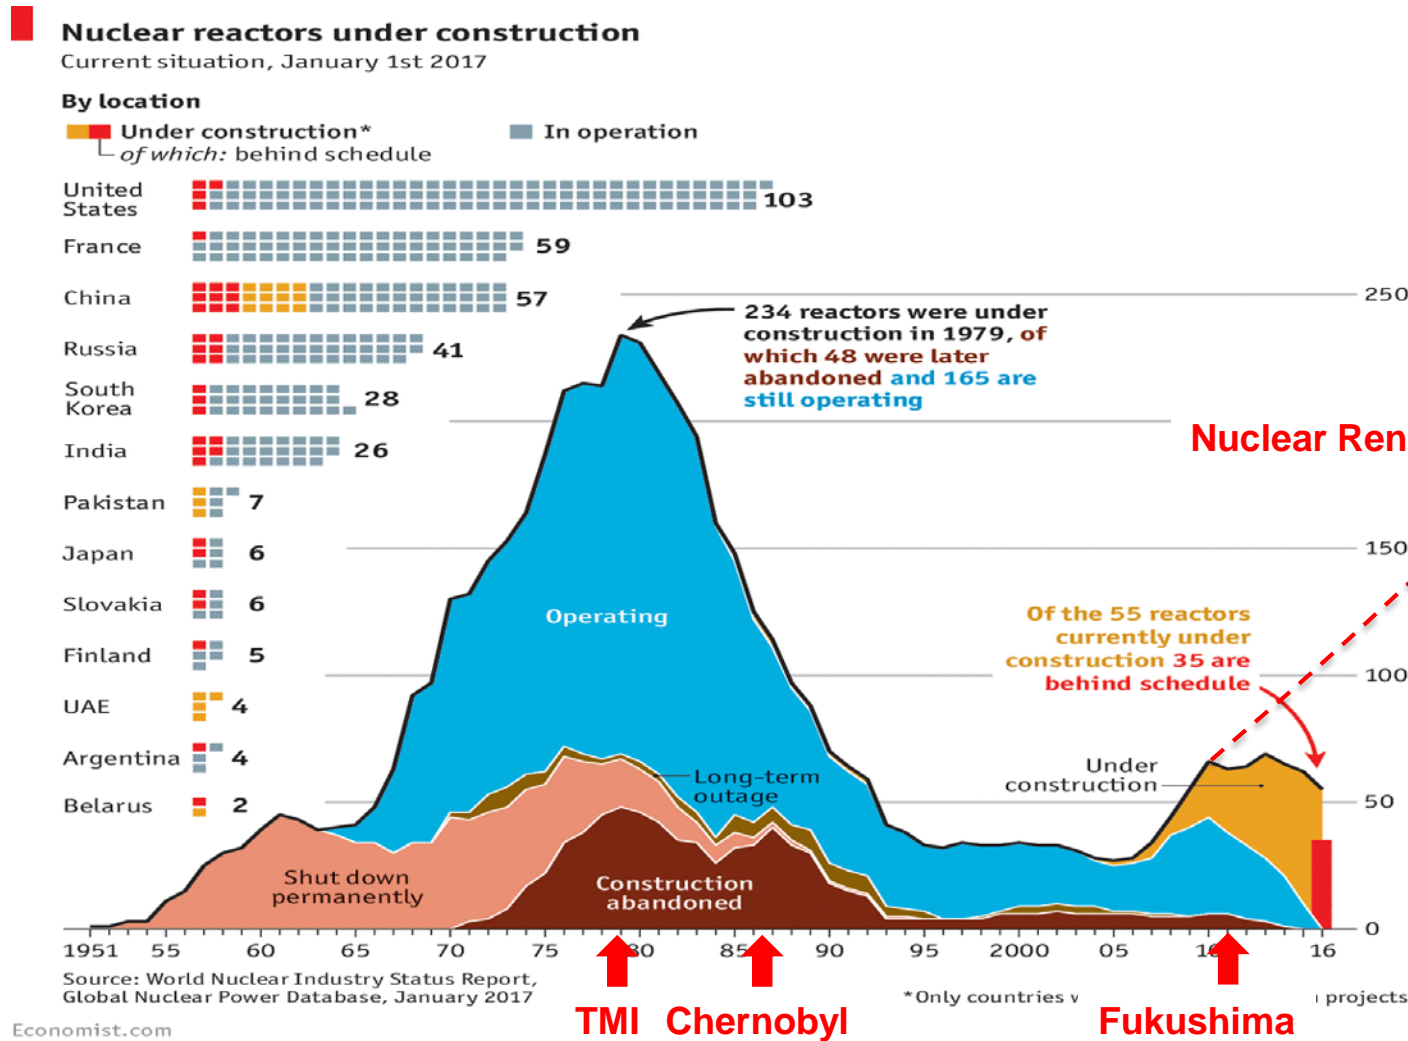 Nuclear reactors under construction
Current situation, January 1st 2017
By location
Under construction*
of which: behind schedule
In operation
United
States
103
France
59
China
57
Russia
41
South
Korea
28
India
26
Pakistan
7
Japan
6
Slovakia
6
Finland
5
UAE
4
Argentina
4
Belarus
2
234 reactors were under
construction in 1979, of
which 48 were later
abandoned and 165 are
still operating
Nuclear Ren
Of the 55 reactors
currently under
construction 35 are
behind schedule
Under
construction
Operating
Long-term
outage
Shut down
permanently
Construction
abandoned
250
150
100
50
0
1951 55 60 65 70 75 80 85 90 95 2000 05 10 16
TMI
Chernobyl
Fukushima
Source: World Nuclear Industry Status Report,
Global Nuclear Power Database, January 2017
*Only countries projects
Economist.com